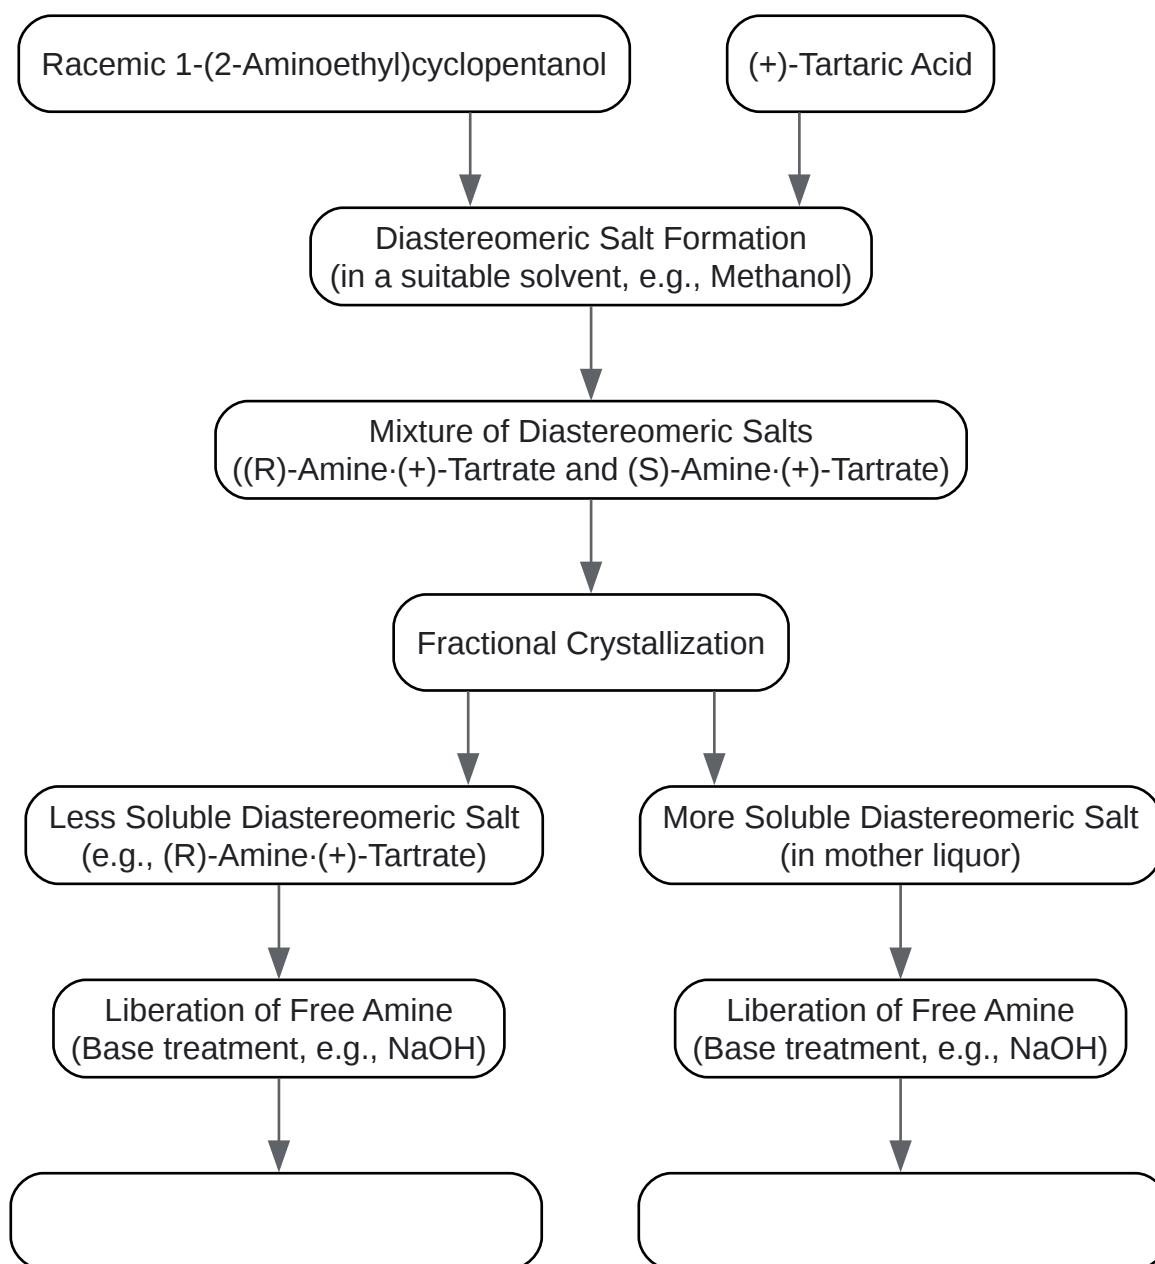 Racemic 1-(2-Aminoethyl)cyclopentanol
(+)-Tartaric Acid
Diastereomeric Salt Formation
(in a suitable solvent, e.g., Methanol)
Mixture of Diastereomeric Salts
((R)-Amine·(+)-Tartrate and (S)-Amine·(+)-Tartrate)
Fractional Crystallization
Less Soluble Diastereomeric Salt
(e.g., (R)-Amine·(+)-Tartrate)
More Soluble Diastereomeric Salt
(in mother liquor)
Liberation of Free Amine
(Base treatment, e.g., NaOH)
Liberation of Free Amine
(Base treatment, e.g., NaOH)